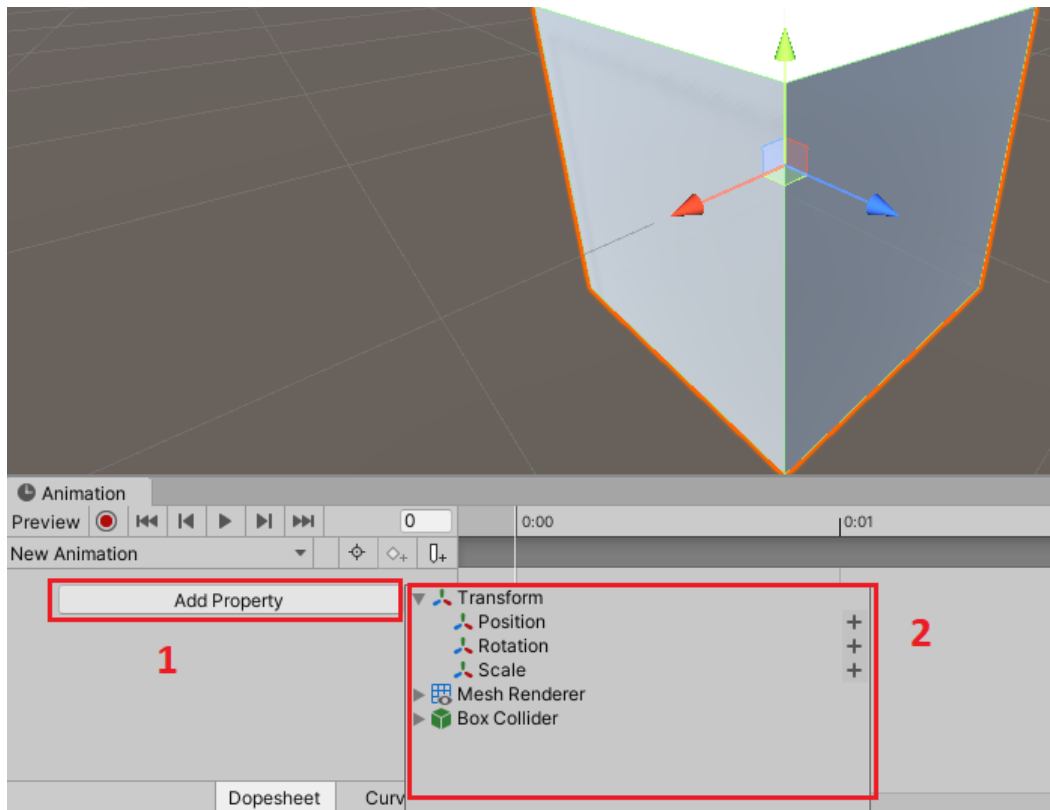 Animation
Preview 0 0:00 0:01
New Animation
Add Property
Transform
Position
Rotation
Scale
Mesh Renderer
Box Collider
1
2
Dopesheet Curv